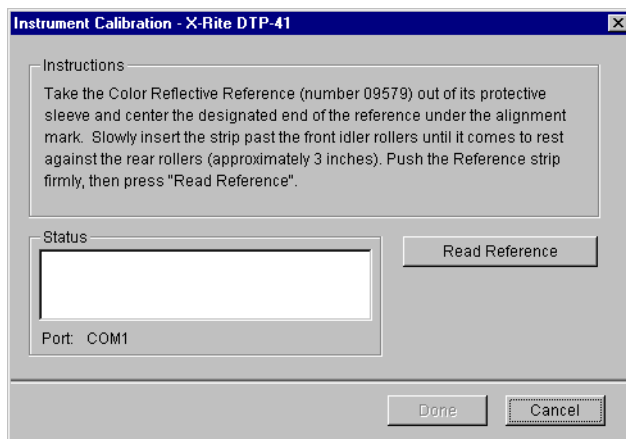 Instrument Calibration - X-Rite DTP-41
Instructions
Take the Color Reflective Reference (number 09579) out of its protective
sleeve and center the designated end of the reference under the alignment
mark.  Slowly insert the strip past the front idler rollers until it comes to rest
against the rear rollers (approximately 3 inches). Push the Reference strip
firmly, then press "Read Reference".
Status
Read Reference
Port:  COM1
Done
Cancel